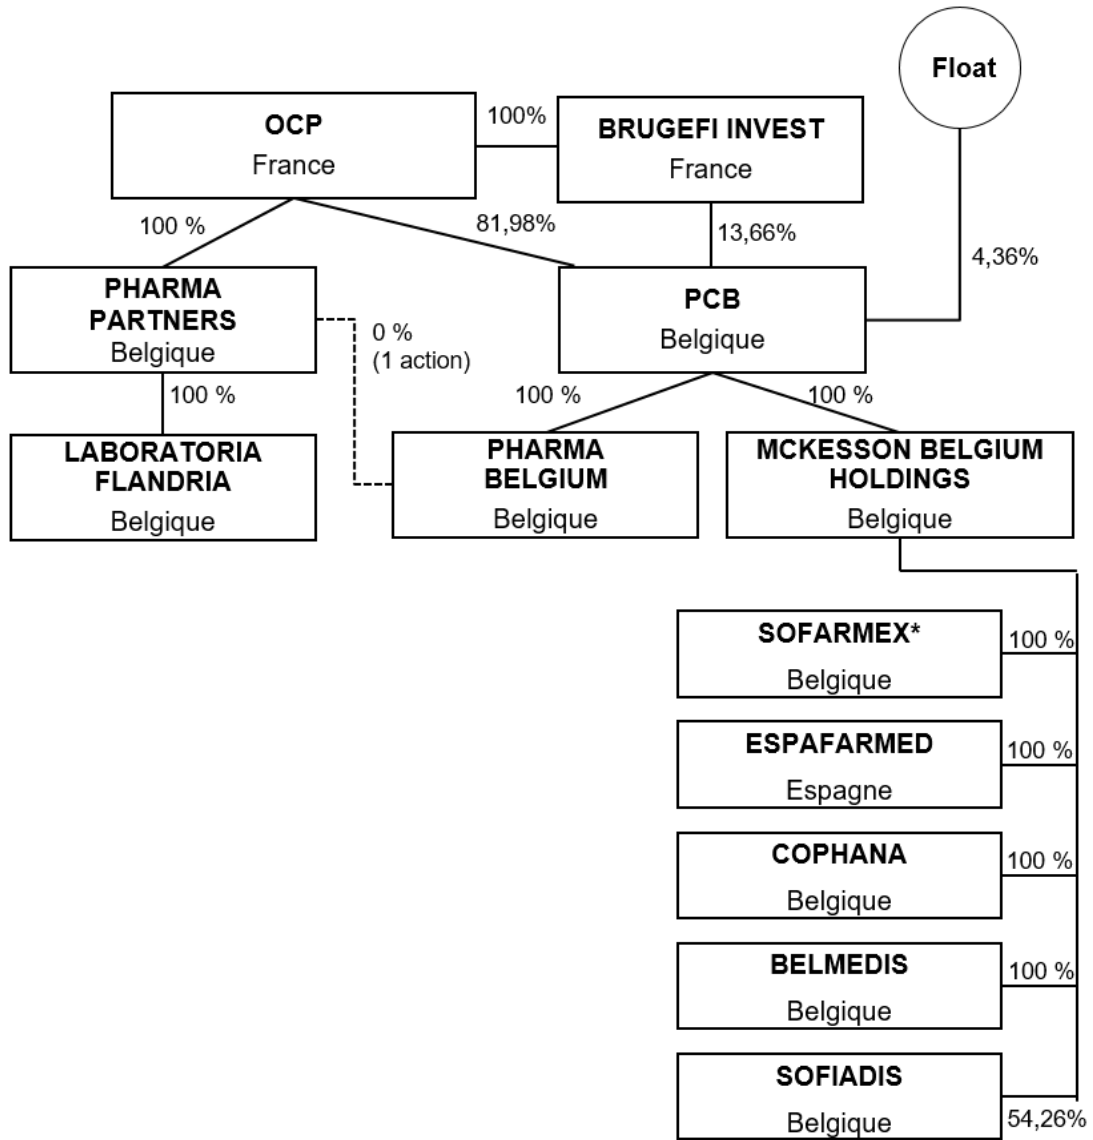 Float
OCP
France
100%
BRUGEFI INVEST
France
100 %
81,98%
13,66%
4,36%
PHARMA
PARTNERS
Belgique
0 %
(1 action)
PCB
Belgique
100 %
100 %
100 %
LABORATORIA
FLANDRIA
Belgique
PHARMA
BELGIUM
Belgique
MCKESSON BELGIUM
HOLDINGS
Belgique
SOFARMEX*
Belgique
100 %
ESPAFARMED
Espagne
100 %
COPHANA
Belgique
100 %
BELMEDIS
Belgique
100 %
SOFIADIS
Belgique
54,26%